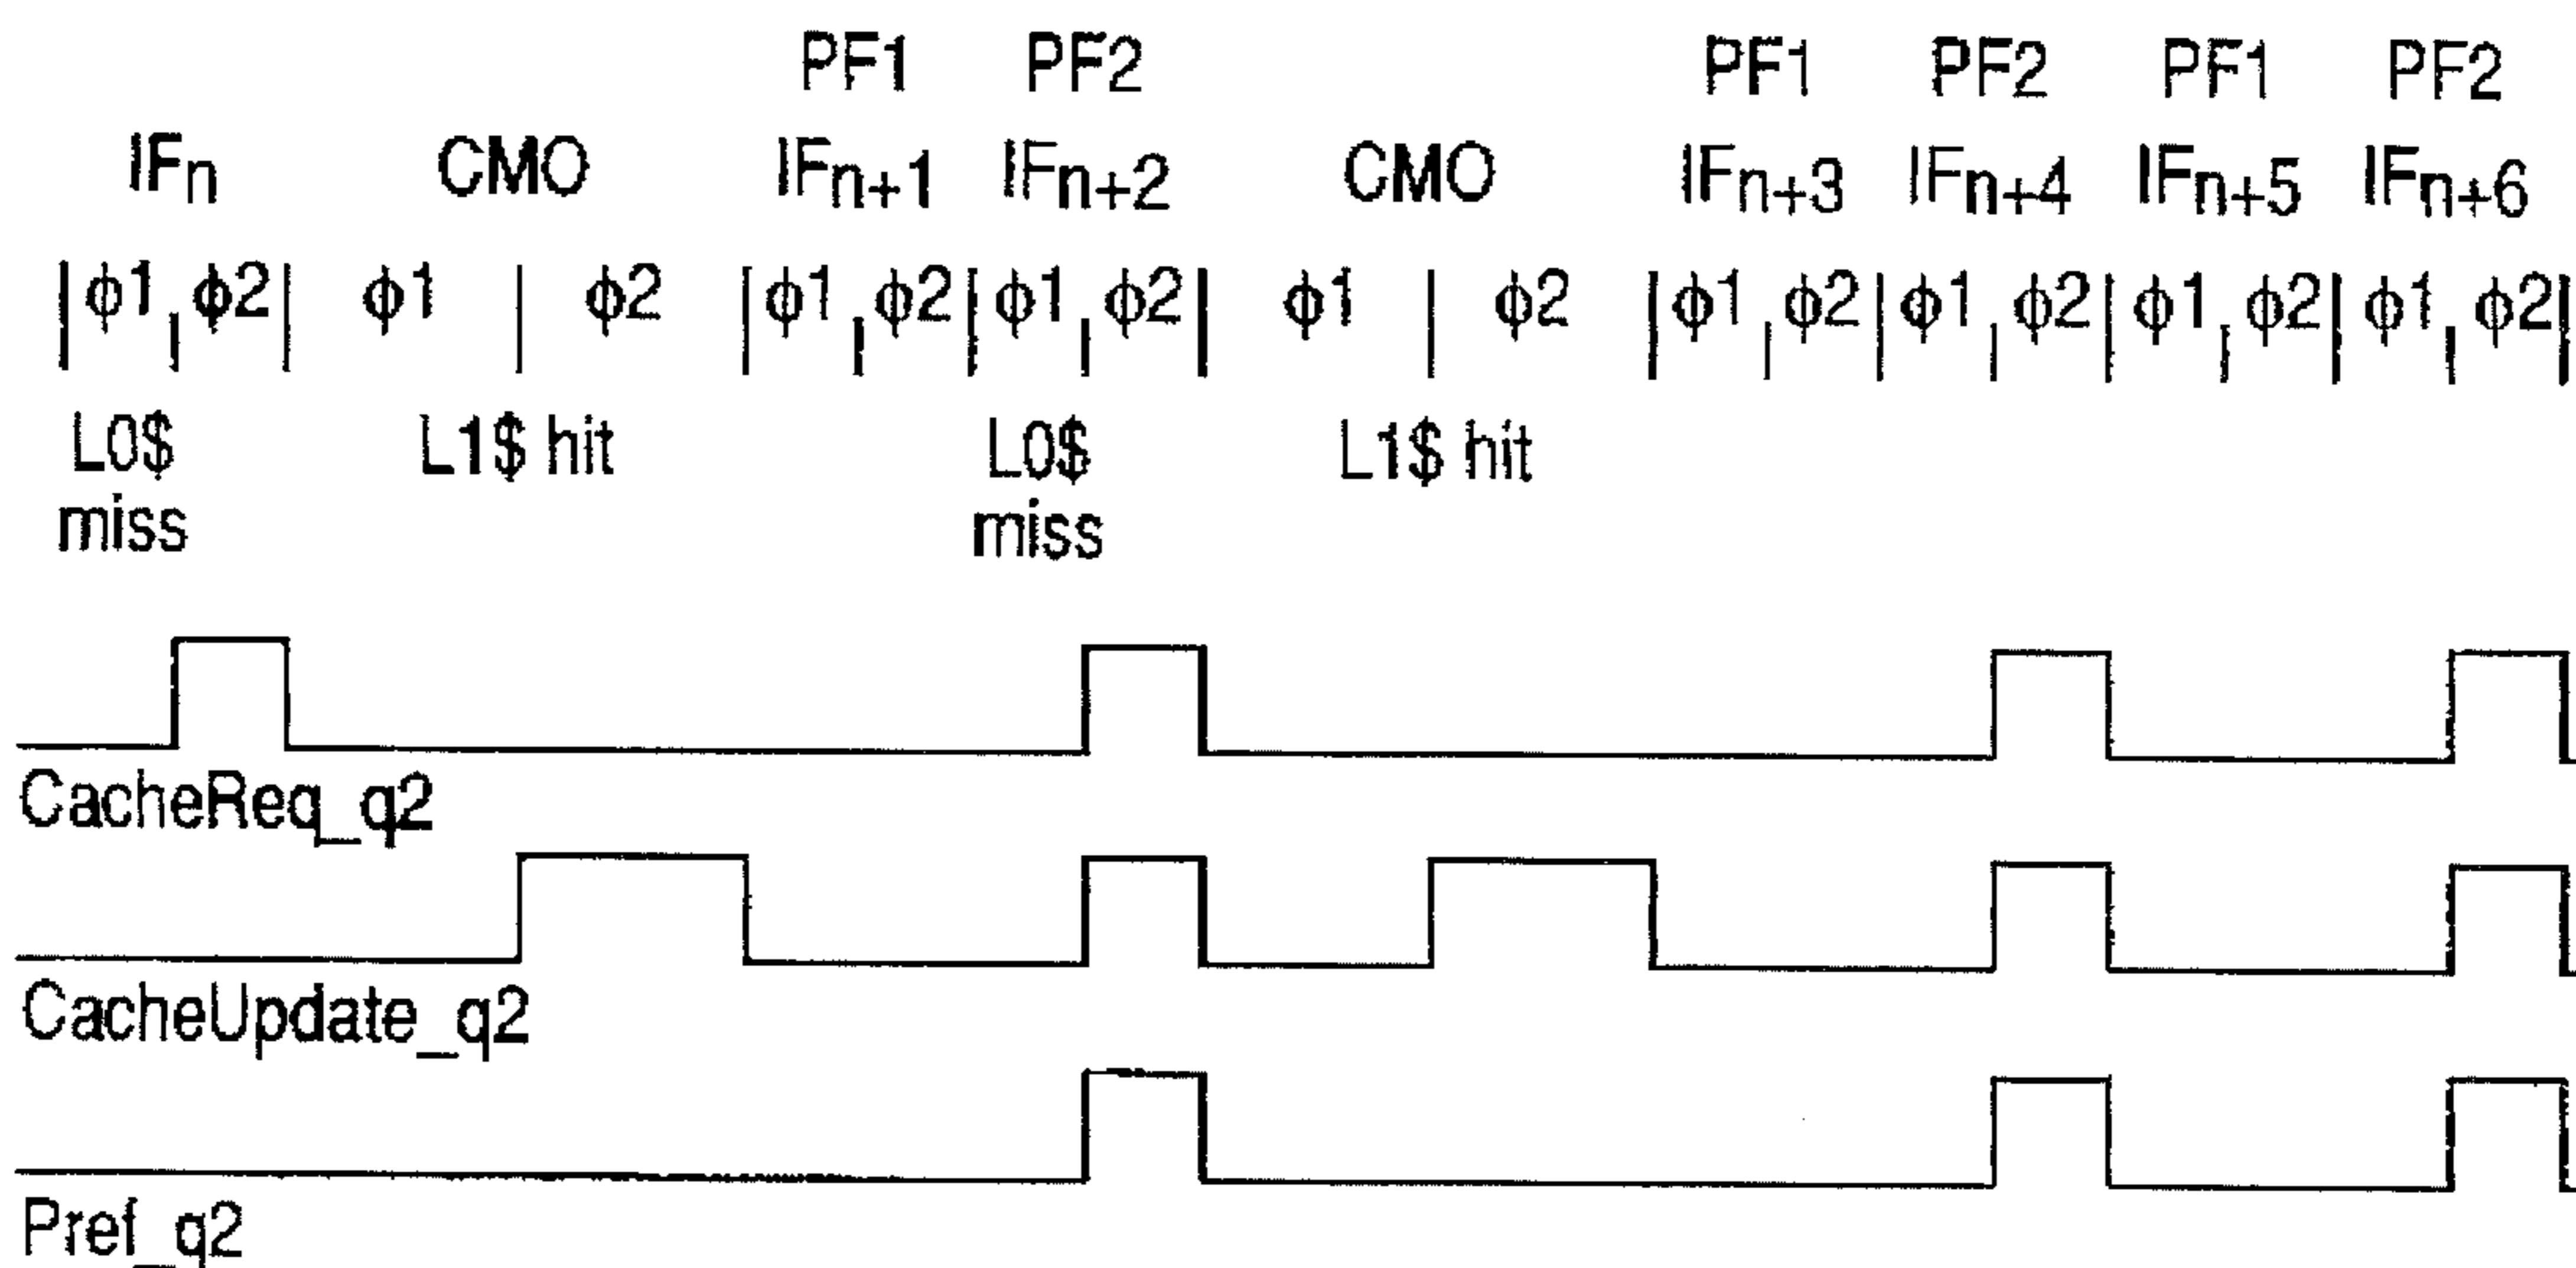 PF1 PF2 PF1 PF2 PF1 PF2
IFn CMO IFn+1 IFn+2 CMO IFn+3 IFn+4 IFn+5 IFn+6
ϕ1 ϕ2 ϕ1 ϕ2 ϕ1 ϕ2 ϕ1 ϕ2 ϕ1 ϕ2 ϕ1 ϕ2 ϕ1 ϕ2 ϕ1 ϕ2 ϕ1 ϕ2
L0$ L1$ hit L0$ L1$ hit
miss miss
CacheReq_q2
CacheUpdate_q2
Pref_q2